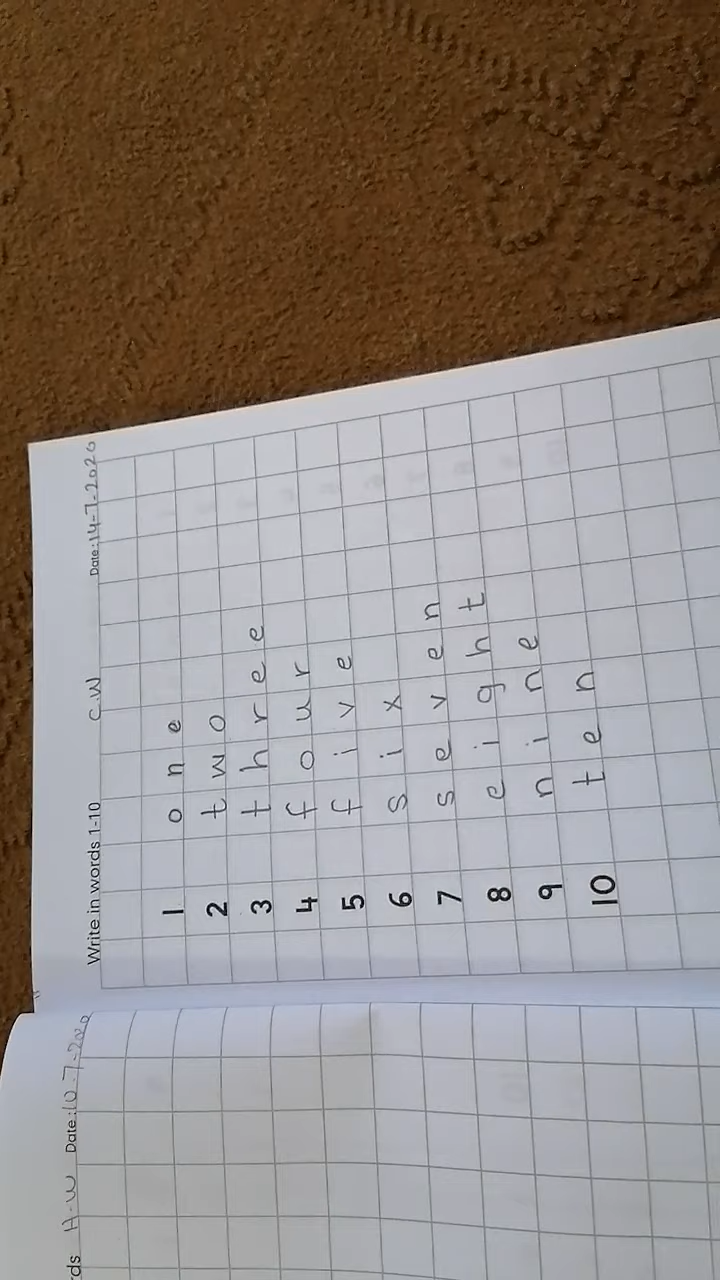 Write in words 1-10 C.W Date: 14-7-2020
1 one
2 two
3 three
4 four
5 five
6 six
7 seven
8 eight
9 nine
10 ten
rds H.W Date: 10-7-2020